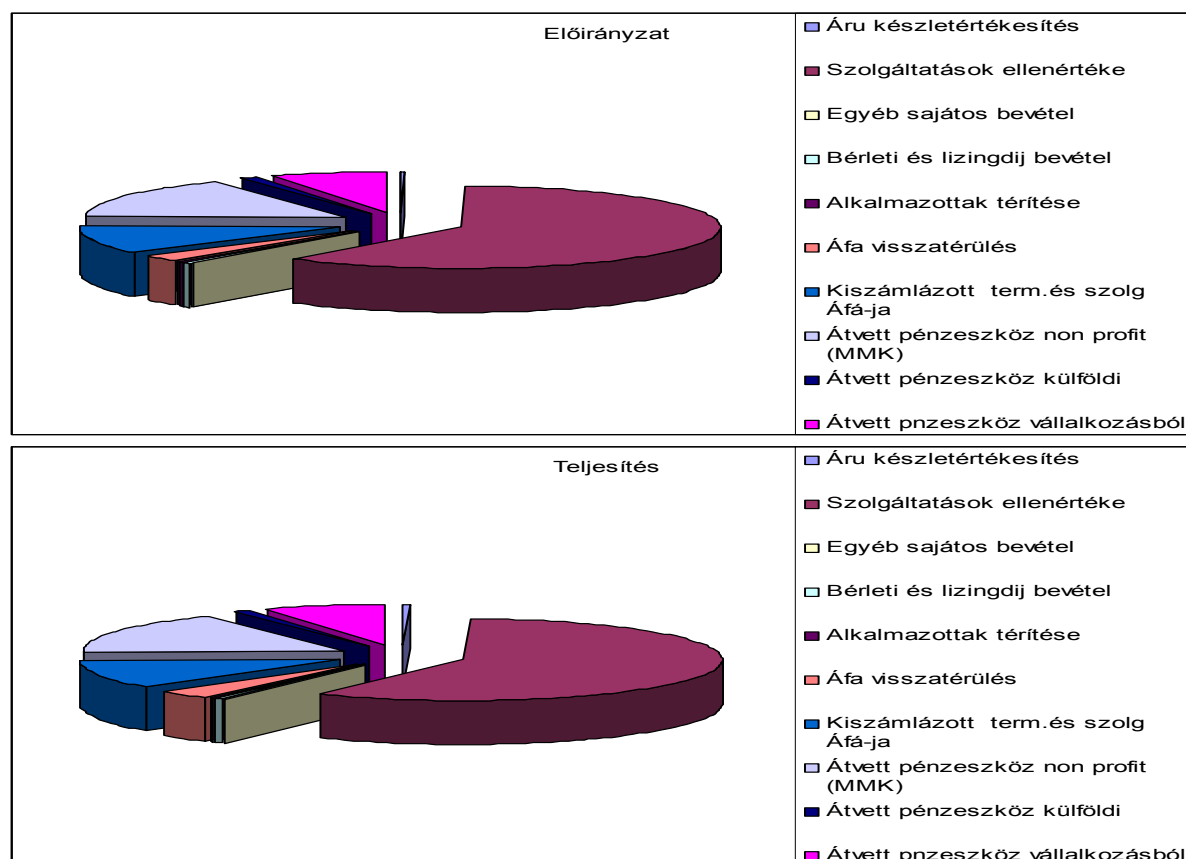 Előirányzat
Áru készletértékesítés
Szolgáltatások ellenértéke
Egyéb sajátos bevétel
Bérleti és lizingdij bevétel
Alkalmazottak térítése
Áfa visszatérülés
Kiszámlázott term.és szolg
Áfá-ja
Átvett pénzeszköz non profit
(MMK)
Átvett pénzeszköz külföldi
Átvett pnzeszköz vállalkozásból
Teljesítés
Áru készletértékesítés
Szolgáltatások ellenértéke
Egyéb sajátos bevétel
Bérleti és lizingdij bevétel
Alkalmazottak térítése
Áfa visszatérülés
Kiszámlázott term.és szolg
Áfá-ja
Átvett pénzeszköz non profit
(MMK)
Átvett pénzeszköz külföldi
Átvett pnzeszköz vállalkozásból